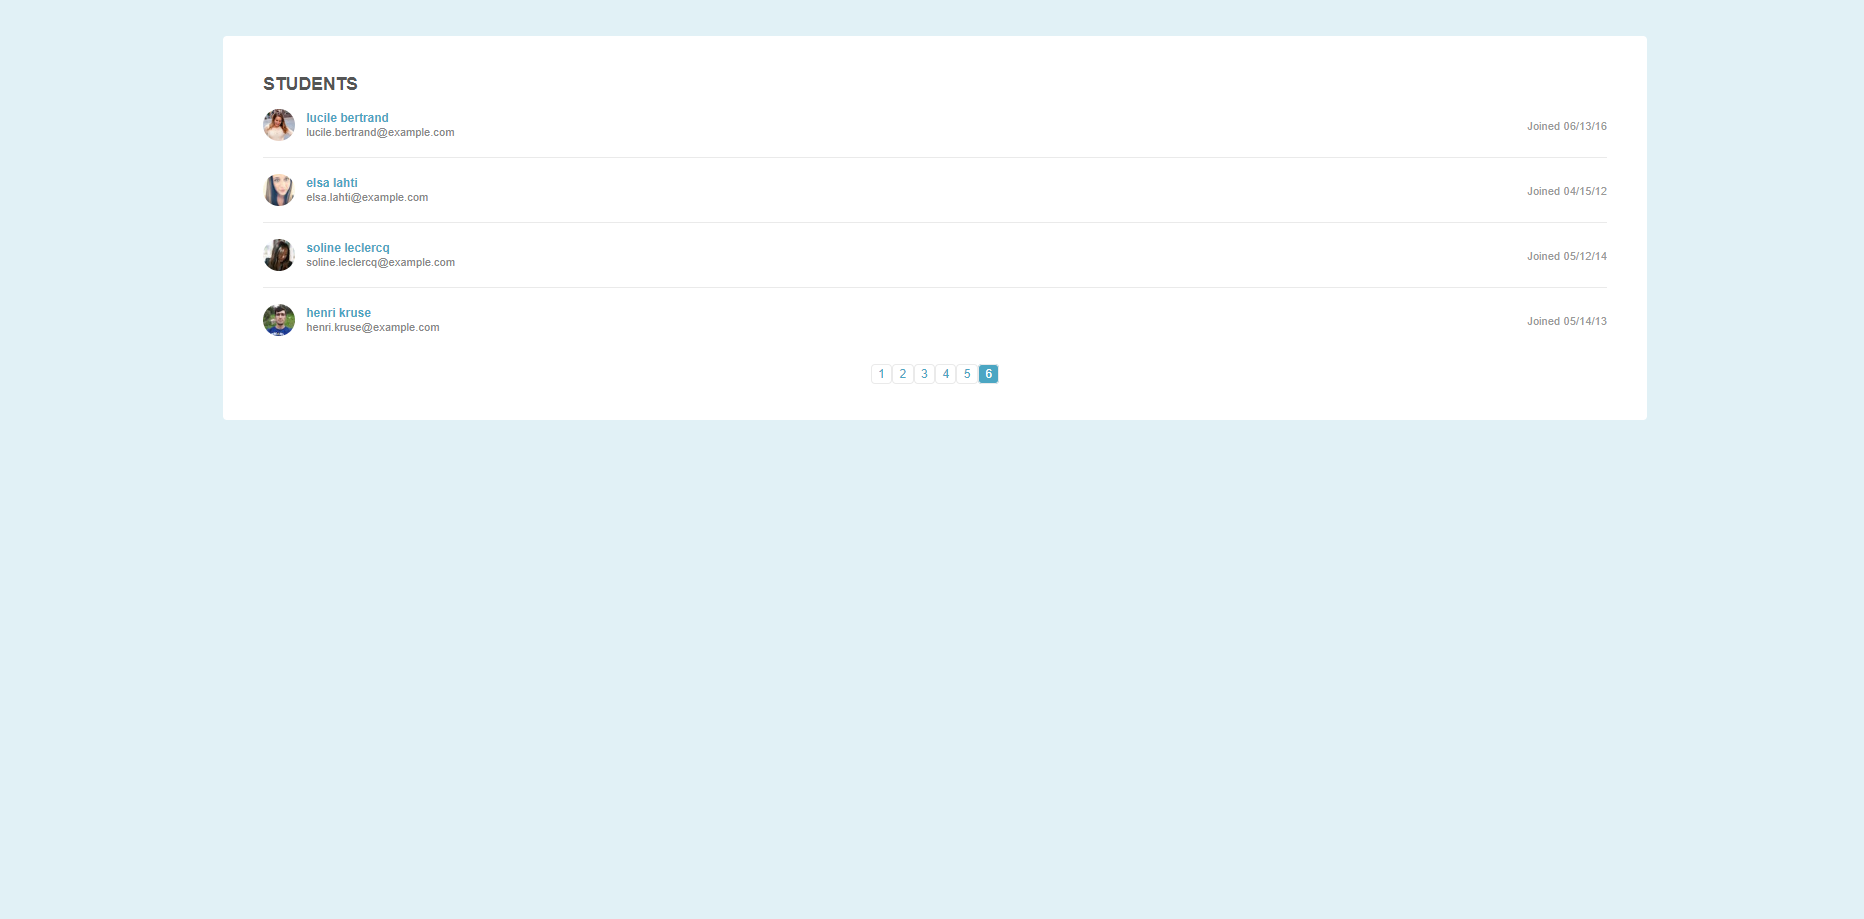 STUDENTS
lucile bertrand
lucile.bertrand@example.com
Joined 06/13/16
elsa lahti
elsa.lahti@example.com
Joined 04/15/12
soline leclercq
soline.leclercq@example.com
Joined 05/12/14
henri kruse
henri.kruse@example.com
Joined 05/14/13
1 2 3 4 5 6